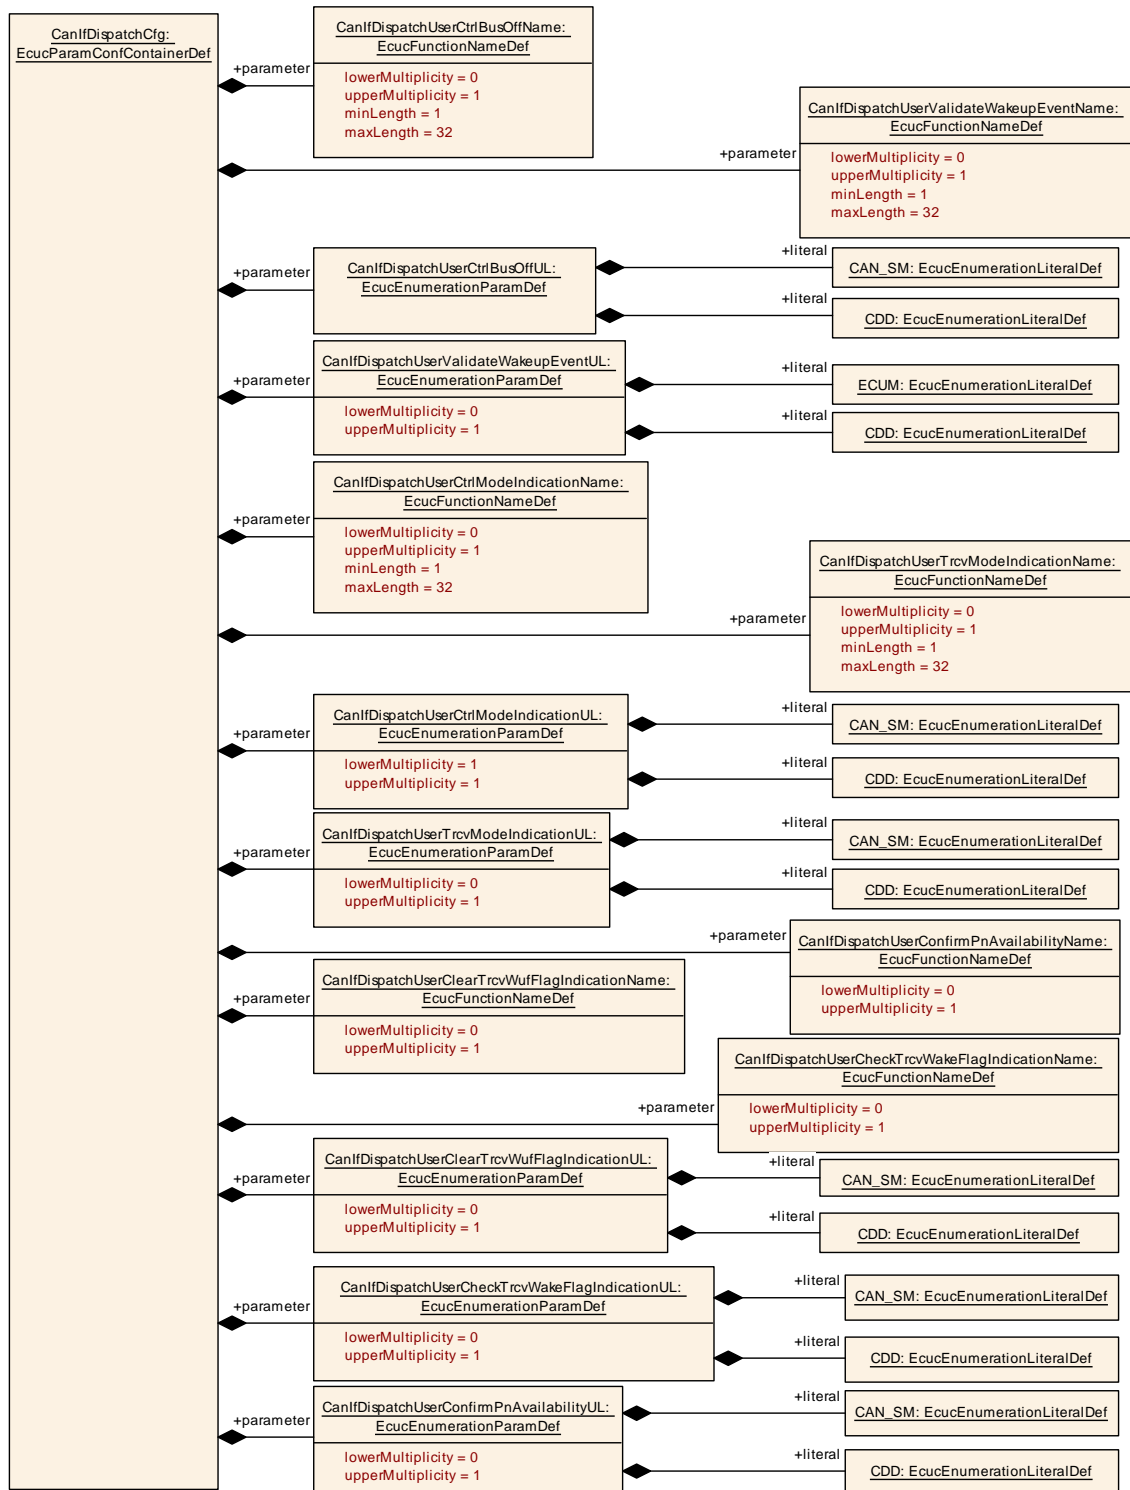 CanIfDispatchCfg:
EcucParamConfContainerDef
+parameter
CanIfDispatchUserCtrlBusOffName:
EcucFunctionNameDef
lowerMultiplicity = 0
upperMultiplicity = 1
minLength = 1
maxLength = 32
+parameter
CanIfDispatchUserValidateWakeupEventName:
EcucFunctionNameDef
lowerMultiplicity = 0
upperMultiplicity = 1
minLength = 1
maxLength = 32
+parameter
CanIfDispatchUserCtrlBusOffUL:
EcucEnumerationParamDef
+literal
CAN_SM: EcucEnumerationLiteralDef
+literal
CDD: EcucEnumerationLiteralDef
+parameter
CanIfDispatchUserValidateWakeupEventUL:
EcucEnumerationParamDef
lowerMultiplicity = 0
upperMultiplicity = 1
+literal
ECUM: EcucEnumerationLiteralDef
+literal
CDD: EcucEnumerationLiteralDef
+parameter
CanIfDispatchUserCtrlModeIndicationName:
EcucFunctionNameDef
lowerMultiplicity = 0
upperMultiplicity = 1
minLength = 1
maxLength = 32
+parameter
CanIfDispatchUserTrcvModeIndicationName:
EcucFunctionNameDef
lowerMultiplicity = 0
upperMultiplicity = 1
minLength = 1
maxLength = 32
+parameter
CanIfDispatchUserCtrlModeIndicationUL:
EcucEnumerationParamDef
lowerMultiplicity = 1
upperMultiplicity = 1
+literal
CAN_SM: EcucEnumerationLiteralDef
+literal
CDD: EcucEnumerationLiteralDef
+parameter
CanIfDispatchUserTrcvModeIndicationUL:
EcucEnumerationParamDef
lowerMultiplicity = 0
upperMultiplicity = 1
+literal
CAN_SM: EcucEnumerationLiteralDef
+literal
CDD: EcucEnumerationLiteralDef
+parameter
CanIfDispatchUserConfirmPnAvailabilityName:
EcucFunctionNameDef
lowerMultiplicity = 0
upperMultiplicity = 1
+parameter
CanIfDispatchUserClearTrcvWufFlagIndicationName:
EcucFunctionNameDef
lowerMultiplicity = 0
upperMultiplicity = 1
+parameter
CanIfDispatchUserCheckTrcvWakeFlagIndicationName:
EcucFunctionNameDef
lowerMultiplicity = 0
upperMultiplicity = 1
+parameter
CanIfDispatchUserClearTrcvWufFlagIndicationUL:
EcucEnumerationParamDef
lowerMultiplicity = 0
upperMultiplicity = 1
+literal
CAN_SM: EcucEnumerationLiteralDef
+literal
CDD: EcucEnumerationLiteralDef
+parameter
CanIfDispatchUserCheckTrcvWakeFlagIndicationUL:
EcucEnumerationParamDef
lowerMultiplicity = 0
upperMultiplicity = 1
+literal
CAN_SM: EcucEnumerationLiteralDef
+literal
CDD: EcucEnumerationLiteralDef
+parameter
CanIfDispatchUserConfirmPnAvailabilityUL:
EcucEnumerationParamDef
lowerMultiplicity = 0
upperMultiplicity = 1
+literal
CAN_SM: EcucEnumerationLiteralDef
+literal
CDD: EcucEnumerationLiteralDef